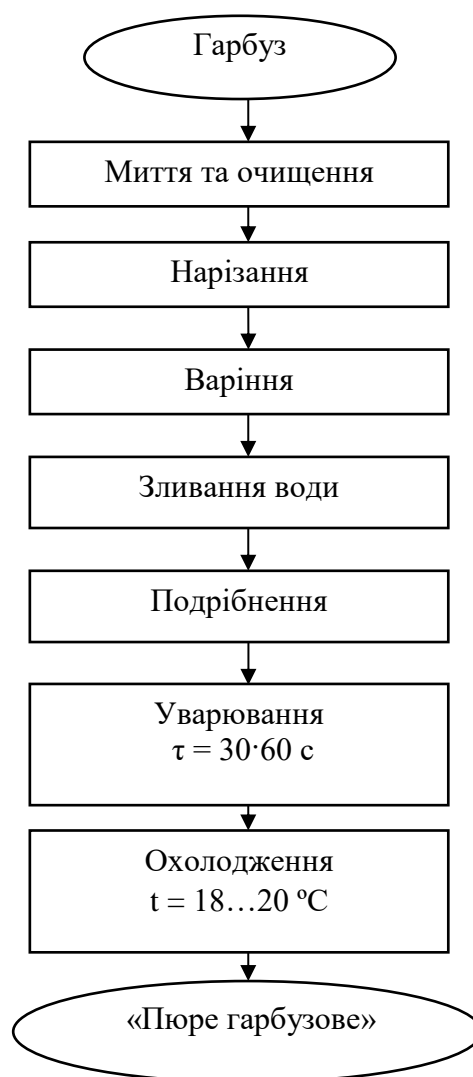 Гарбуз
Миття та очищення
Нарізання
Варіння
Зливання води
Подрібнення
Уварювання
τ = 30·60 с
Охолодження
t = 18…20 ºС
«Пюре гарбузове»